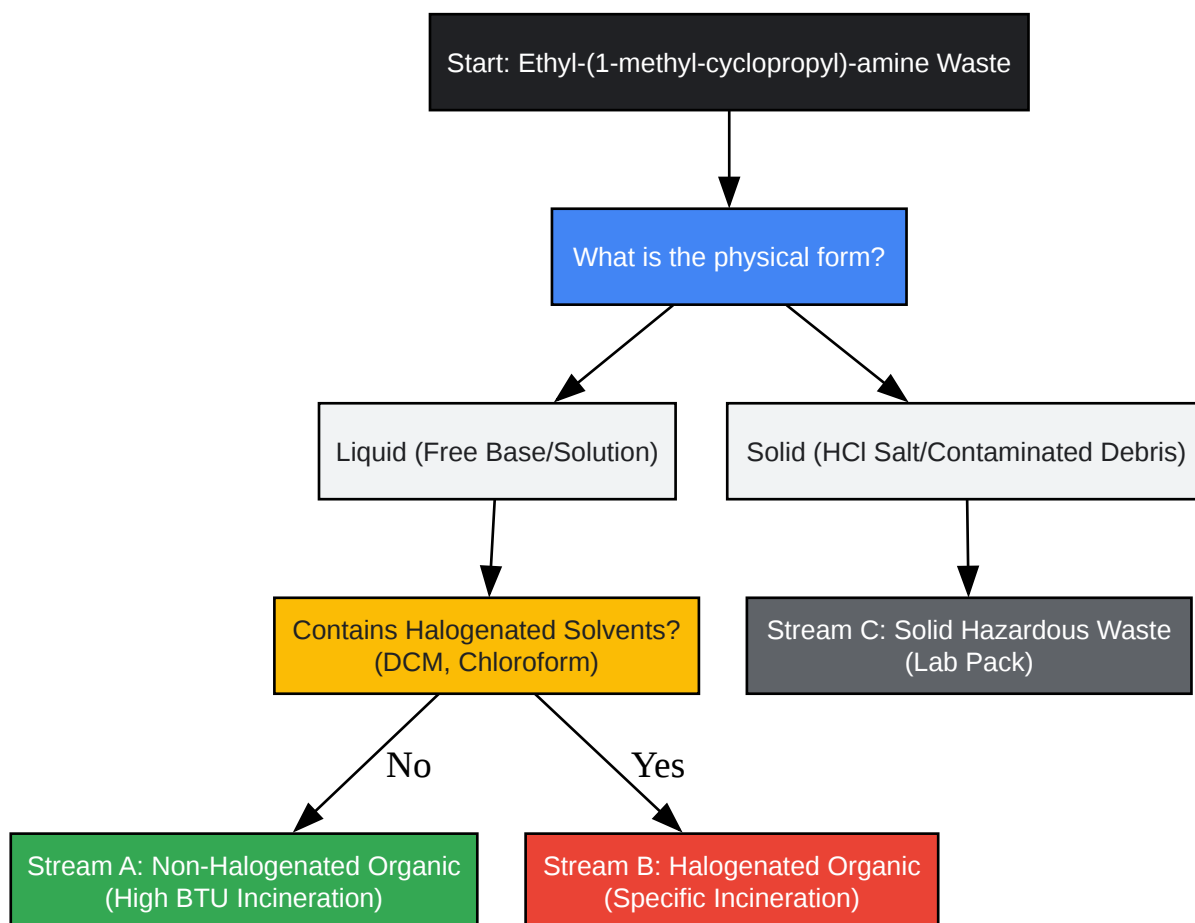 Start: Ethyl-(1-methyl-cyclopropyl)-amine Waste
What is the physical form?
Liquid (Free Base/Solution)
Solid (HCl Salt/Contaminated Debris)
Contains Halogenated Solvents?
(DCM, Chloroform)
Stream C: Solid Hazardous Waste
(Lab Pack)
No
Yes
Stream A: Non-Halogenated Organic
(High BTU Incineration)
Stream B: Halogenated Organic
(Specific Incineration)